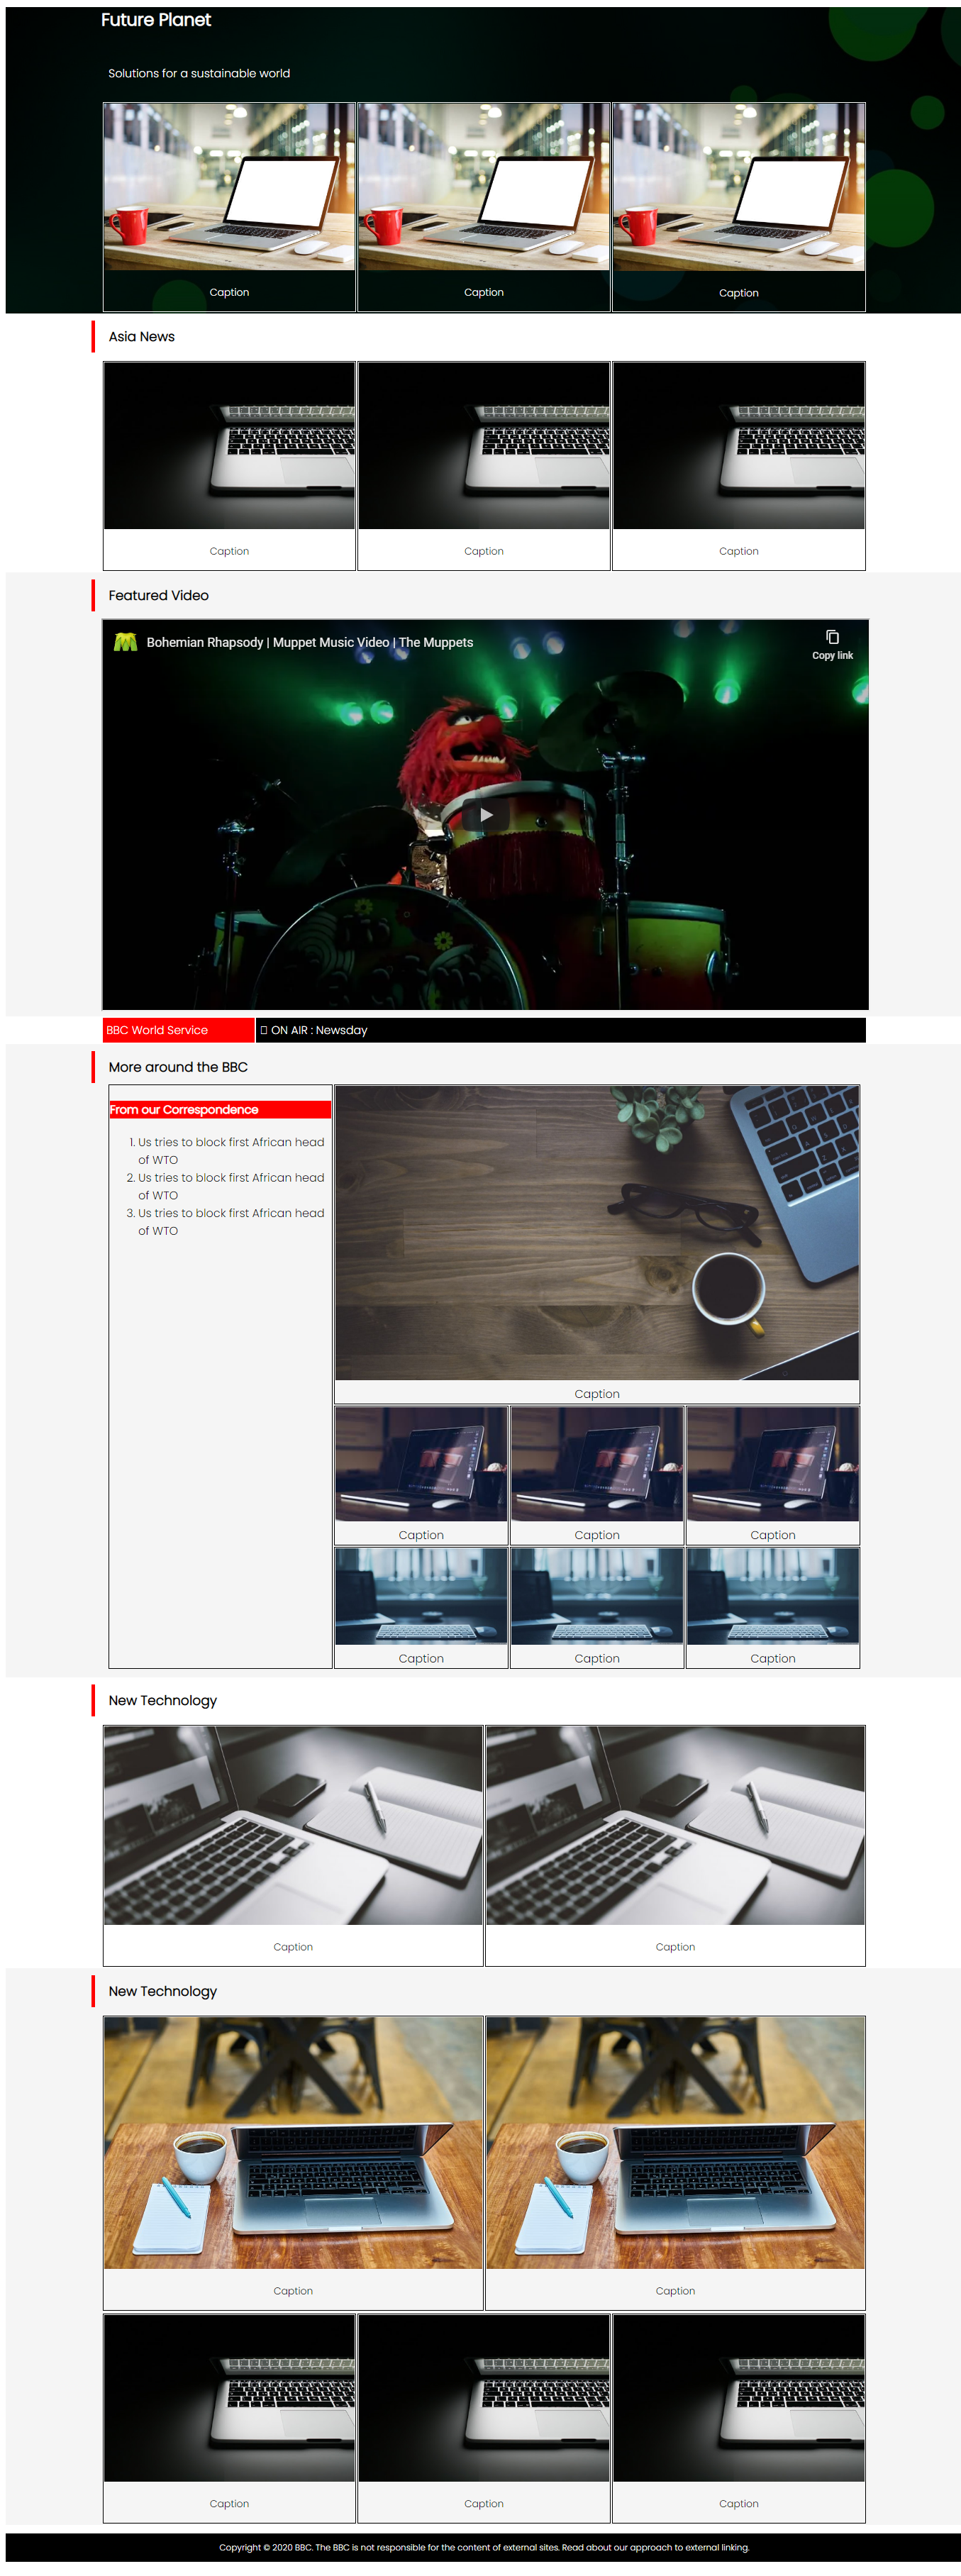 Future Planet
Solutions for a sustainable world
Caption Caption Caption
Asia News
Caption Caption Caption
Featured Video
Bohemian Rhapsody | Muppet Music Video | The Muppets
Copy link
BBC World Service
ON AIR : Newsday
More around the BBC
From our Correspondence
1. Us tries to block first African head
of WTO
2. Us tries to block first African head
of WTO
3. Us tries to block first African head
of WTO
Caption
Caption Caption Caption
Caption Caption Caption
New Technology
Caption Caption
New Technology
Caption Caption
Caption Caption Caption
Copyright © 2020 BBC. The BBC is not responsible for the content of external sites. Read about our approach to external linking.